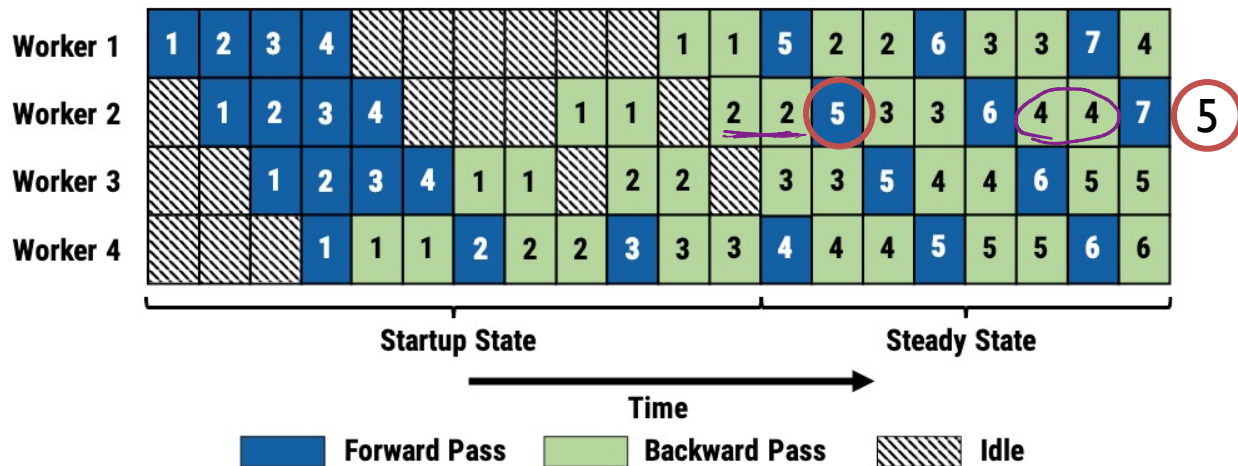 Worker 1 1 2 3 4 1 1 5 2 2 6 3 3 7 4
Worker 2 1 2 3 4 1 1 2 2 5 3 3 6 4 4 7 5
Worker 3 1 2 3 4 1 1 2 2 3 3 5 4 4 6 5 5
Worker 4 1 1 1 2 2 2 3 3 3 4 4 4 5 5 5 6 6
Startup State Steady State
Time
Forward Pass Backward Pass Idle